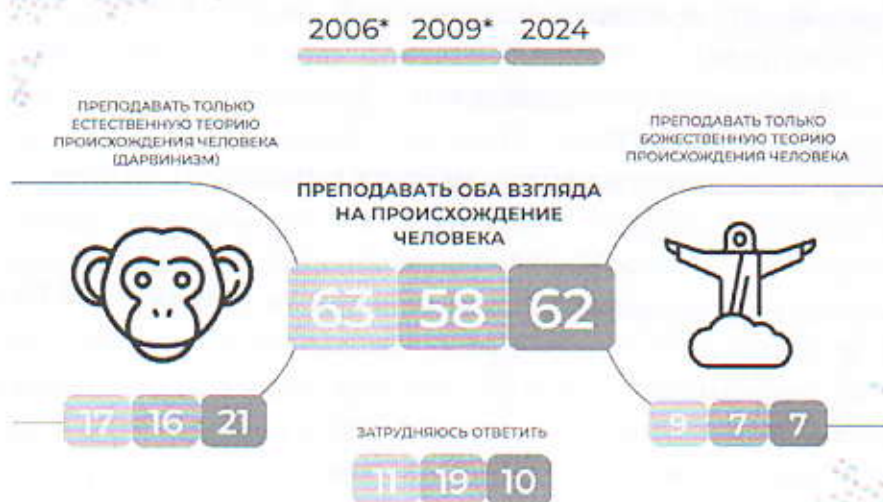 2006* 2009* 2024
ПРЕПОДАВАТЬ ТОЛЬКО
ЕСТЕСТВЕННУЮ ТЕОРИЮ
ПРОИСХОЖДЕНИЯ ЧЕЛОВЕКА
(ДАРВИНИЗМ)
17 16 21
ПРЕПОДАВАТЬ ОБА ВЗГЛЯДА
НА ПРОИСХОЖДЕНИЕ
ЧЕЛОВЕКА
63 58 62
ПРЕПОДАВАТЬ ТОЛЬКО
БОЖЕСТВЕННУЮ ТЕОРИЮ
ПРОИСХОЖДЕНИЯ ЧЕЛОВЕКА
9 7 7
ЗАТРУДНЯЮСЬ ОТВЕТИТЬ
11 19 10